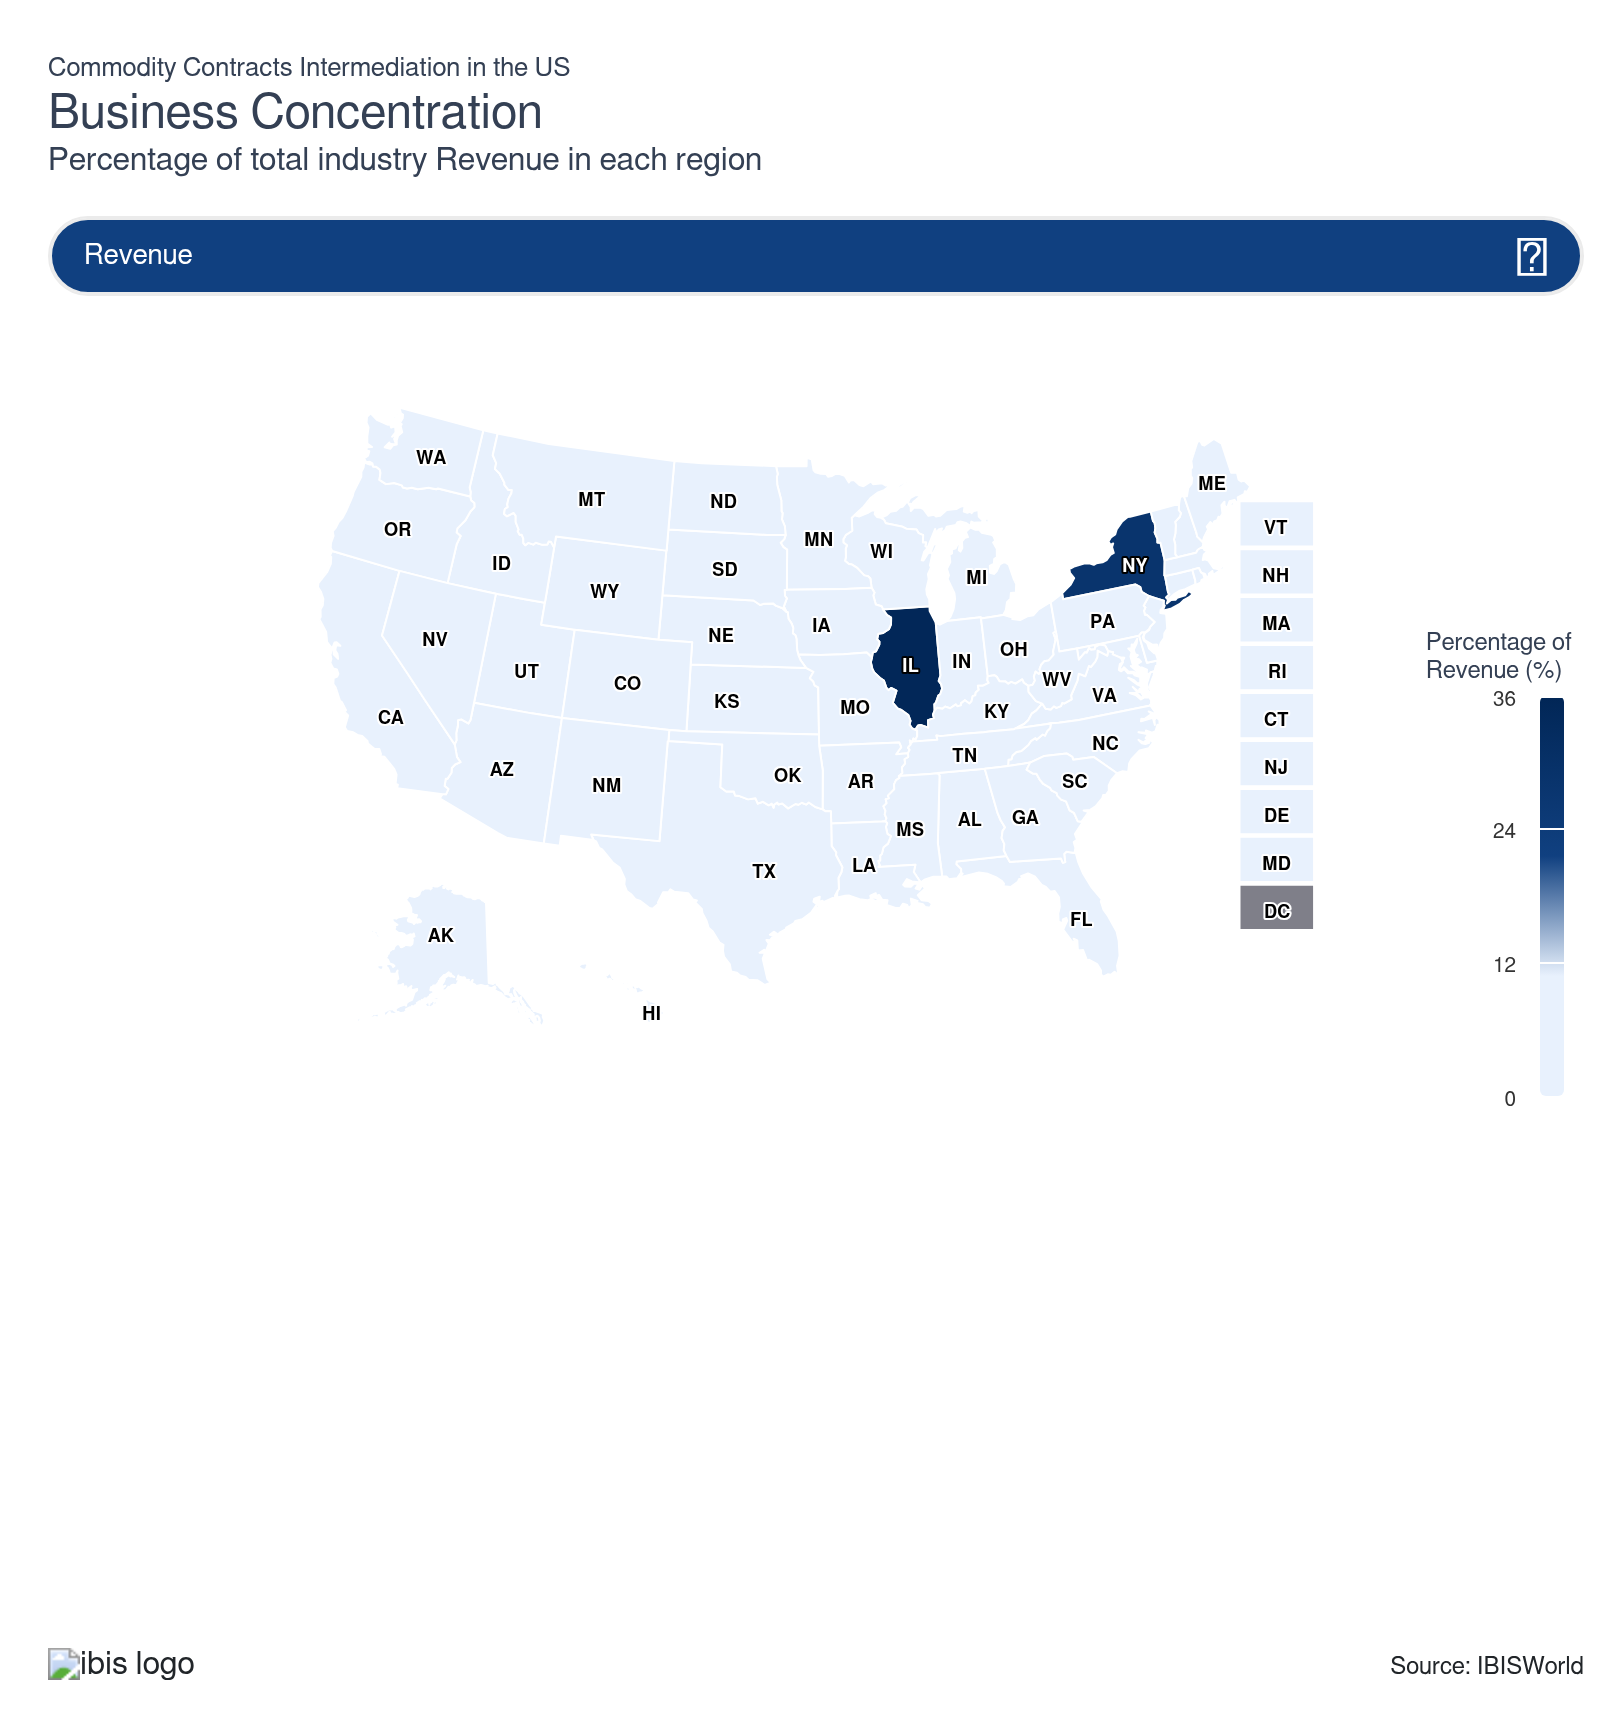 Commodity Contracts Intermediation in the US
Business Concentration
Percentage of total industry Revenue in each region
Revenue
WA
MT
ND
ME
OR
MN
VT
ID
WI
NY
SD
MI
NH
WY
IA
PA
MA
NV
NE
IL
IN
OH
RI
UT
CO
KS
MO
WV
VA
CA
KY
CT
NC
AZ
NM
OK
AR
TN
SC
NJ
MS
AL
GA
DE
TX
LA
MD
FL
DC
AK
HI
Percentage of
Revenue (%)
36
24
12
0
ibis logo
Source: IBISWorld